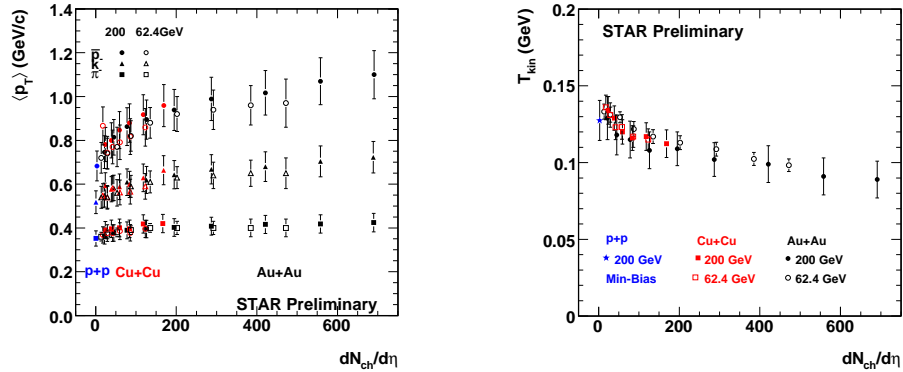 ⟨p_T⟩ (GeV/c)
1.4
1.2
1.0
0.8
0.6
0.4
0.2
0.0
200 62.4GeV
p̅
k⁻
π⁻
p+p Cu+Cu Au+Au
STAR Preliminary
0 200 400 600
dN_ch/dη
T_kin (GeV)
0.2
0.15
0.1
0.05
0
STAR Preliminary
p+p Cu+Cu Au+Au
200 GeV 200 GeV 200 GeV
Min-Bias 62.4 GeV 62.4 GeV
0 200 400 600
dN_ch/dη